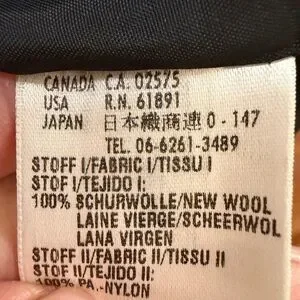 CANADA C.A. 02575
USA R.N. 61891
JAPAN 日本織商連 0-147
TEL. 06-6261-3489
STOFF I/FABRIC I/TISSU I
STOF I/TEJIDO I:
100% SCHURWOLLE/NEW WOOL
LAINE VIERGE/SCHEERWOL
LANA VIRGEN
STOFF II/FABRIC II/TISSU II
STOF II/TEJIDO II:
100% PA.-NYLON